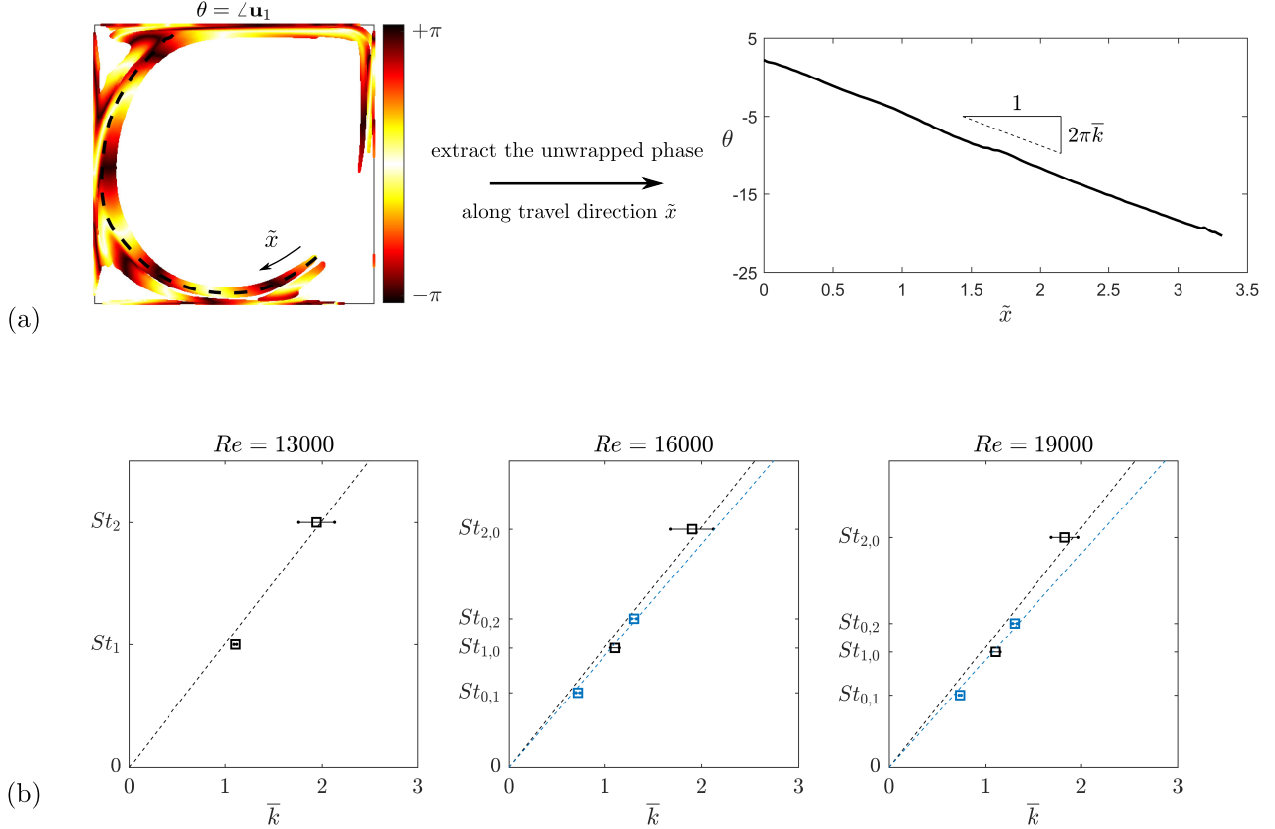 θ = ∠u₁
+π
−π
x̃
(a)
extract the unwrapped phase
along travel direction x̃
5
-5
-15
-25
θ
1
2πk̅
0
0.5
1
1.5
2
2.5
3
3.5
x̃
(b)
Re = 13000
St₂
St₁
0
0
1
2
3
k̅
Re = 16000
St₂,₀
St₀,₂
St₁,₀
St₀,₁
0
0
1
2
3
k̅
Re = 19000
St₂,₀
St₀,₂
St₁,₀
St₀,₁
0
0
1
2
3
k̅